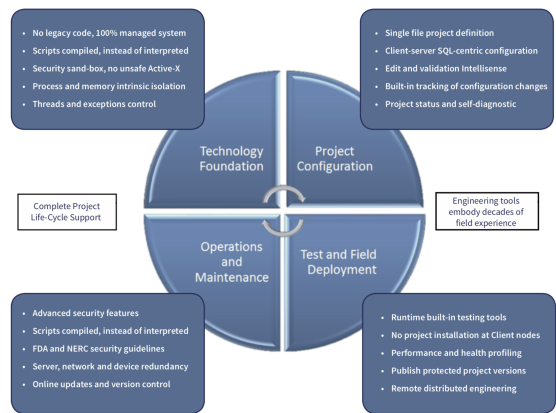 No legacy code, 100% managed system
Scripts compiled, instead of interpreted
Security sand-box, no unsafe Active-X
Process and memory intrinsic isolation
Threads and exceptions control
Single file project definition
Client-server SQL-centric configuration
Edit and validation Intellisense
Built-in tracking of configuration changes
Project status and self-diagnostic
Technology
Foundation
Project
Configuration
Complete Project
Life-Cycle Support
Engineering tools
embody decades of
field experience
Operations
and
Maintenance
Test and Field
Deployment
Advanced security features
Scripts compiled, instead of interpreted
FDA and NERC security guidelines
Server, network and device redundancy
Online updates and version control
Runtime built-in testing tools
No project installation at Client nodes
Performance and health profiling
Publish protected project versions
Remote distributed engineering